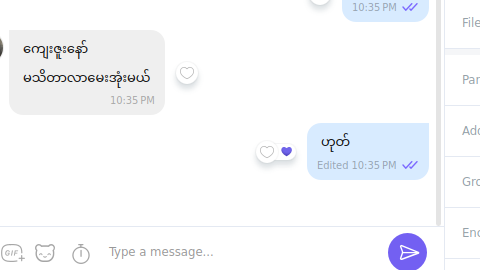 10:35 PM
File
ကျေးဇူးနော်
မသိတာလာမေးအုံးမယ်
10:35 PM
Par
Add
ဟုတ်
Edited 10:35 PM
Gro
Enc
GIF
Type a message...